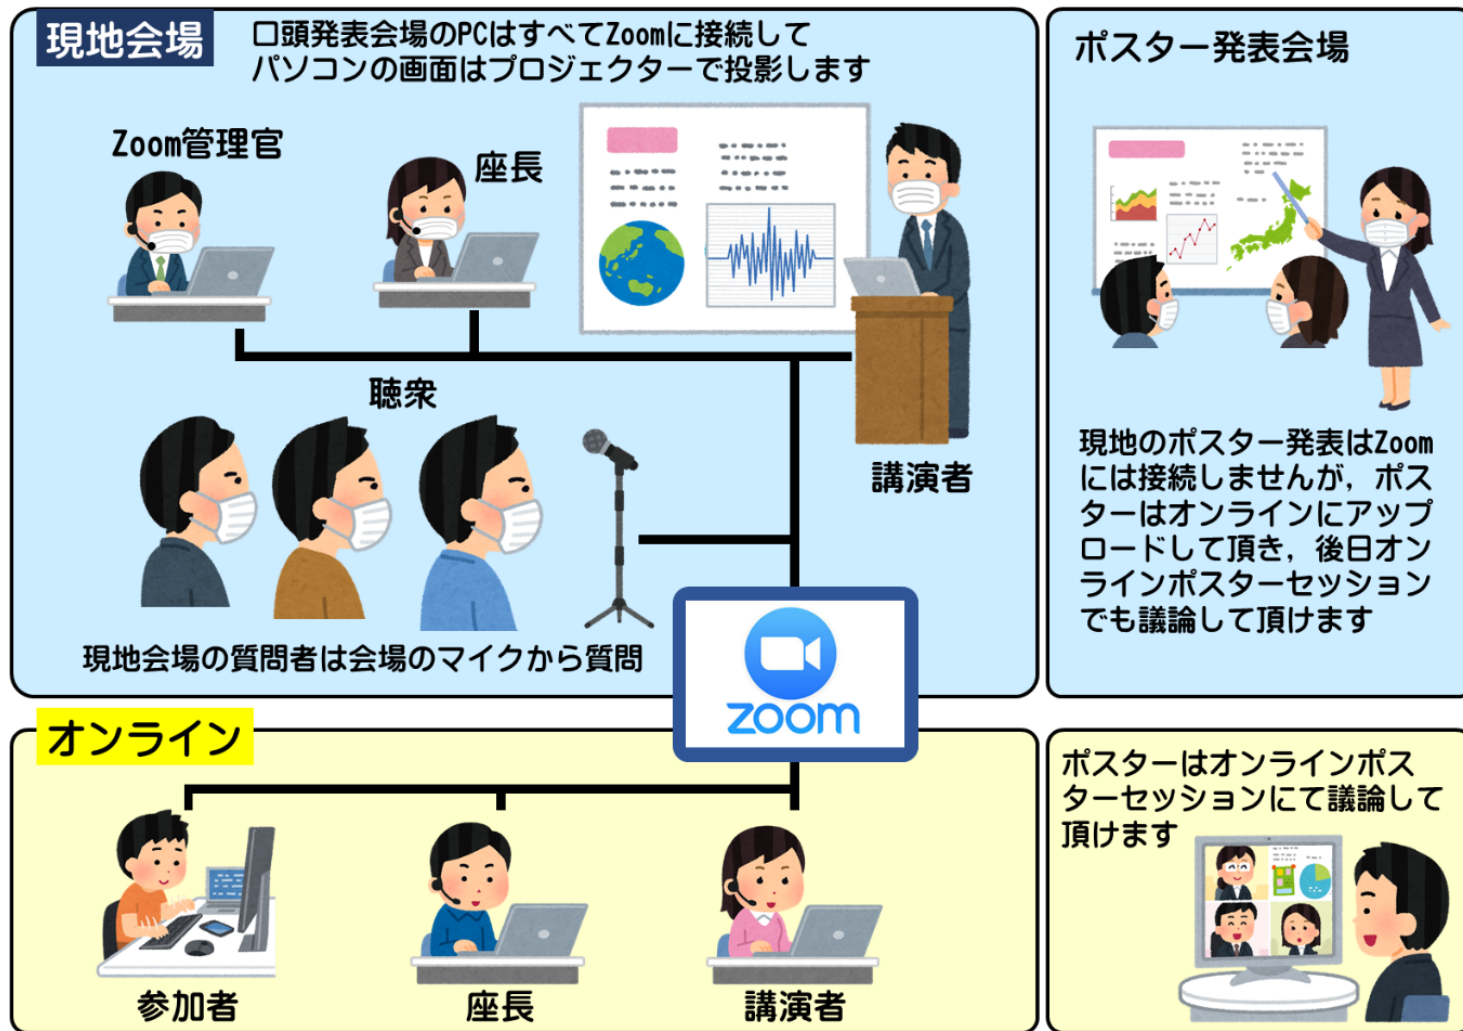 現地会場
口頭発表会場のPCはすべてZoomに接続して
パソコンの画面はプロジェクターで投影します
Zoom管理官
座長
聴衆
講演者
現地会場の質問者は会場のマイクから質問
zoom
ポスター発表会場
現地のポスター発表はZoom
には接続しませんが，ポス
ターはオンラインにアップ
ロードして頂き，後日オン
ラインポスターセッション
でも議論して頂けます
オンライン
参加者
座長
講演者
ポスターはオンラインポス
ターセッションにて議論して
頂けます